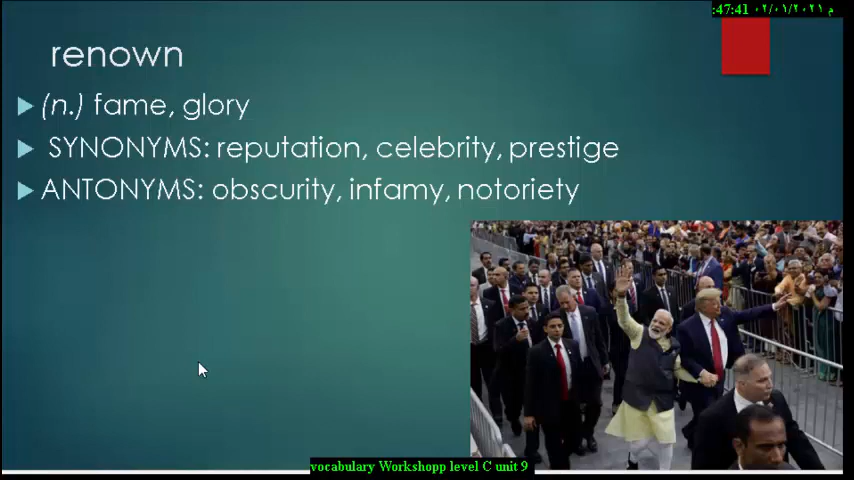 :47:41 ٠٢/٠١/٢٠٢١ م
renown
(n.) fame, glory
SYNONYMS: reputation, celebrity, prestige
ANTONYMS: obscurity, infamy, notoriety
vocabulary Workshopp level C unit 9